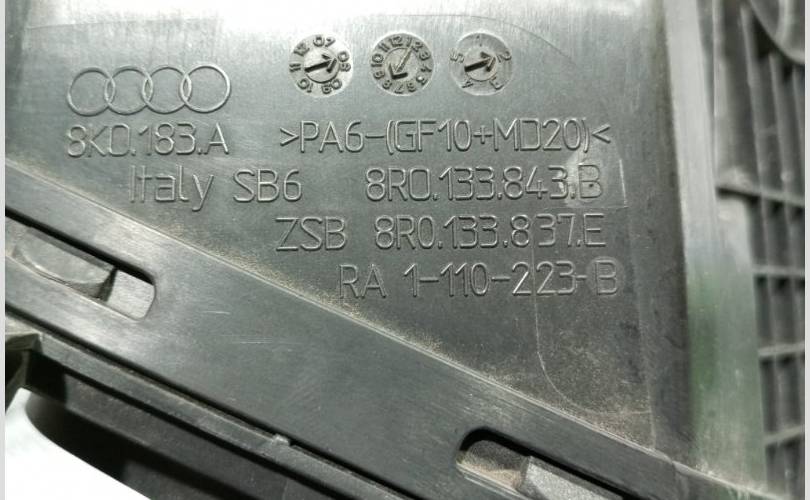 8K0.183.A >PA6-(GF10+MD20)<
Italy SB6 8R0.133.843.B
ZSB 8R0.133.837.E
RA 1-110-223-B